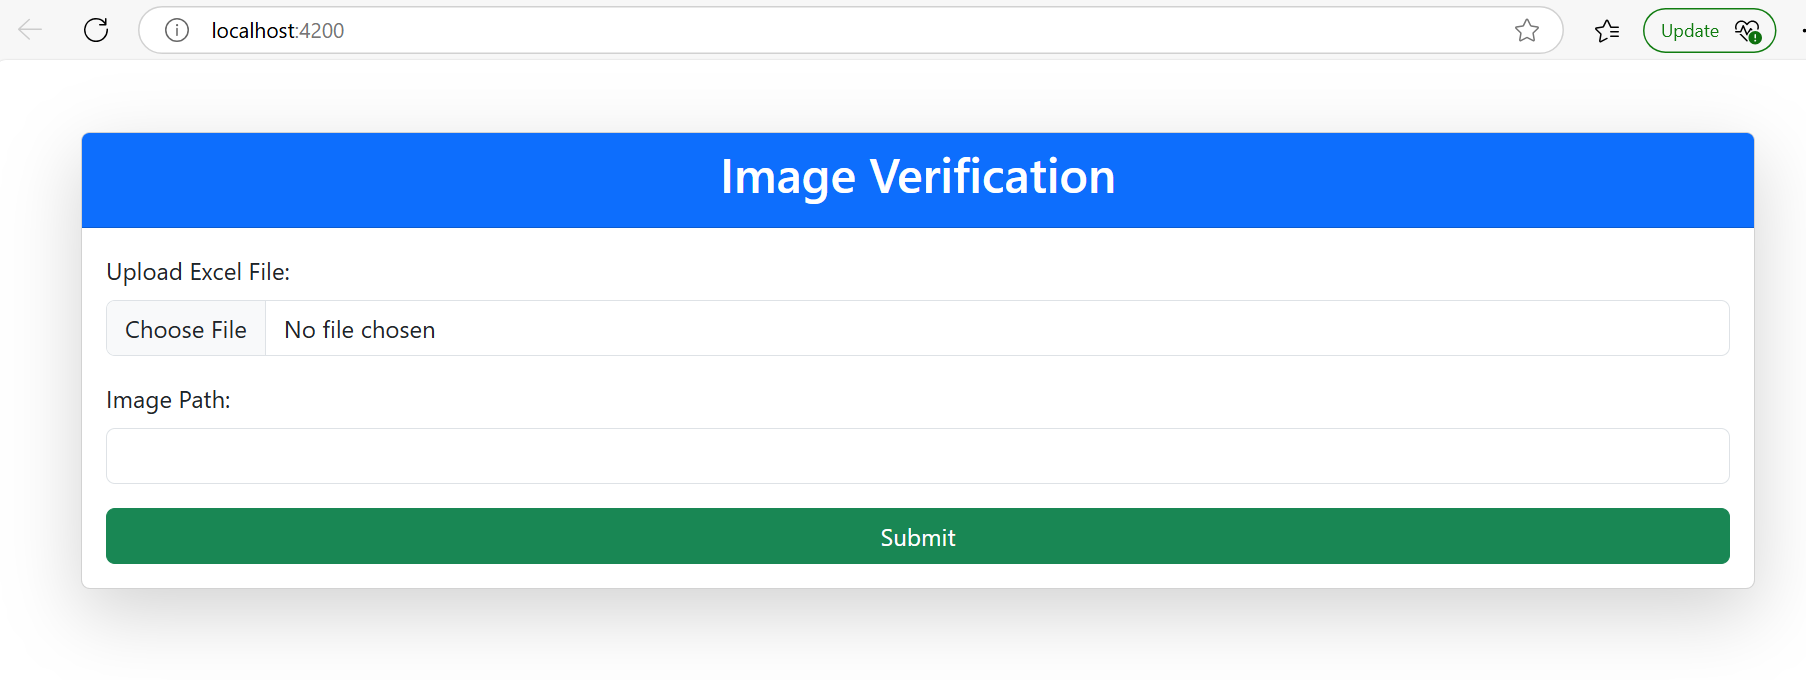 localhost:4200
Update
Image Verification
Upload Excel File:
Choose File No file chosen
Image Path:
Submit